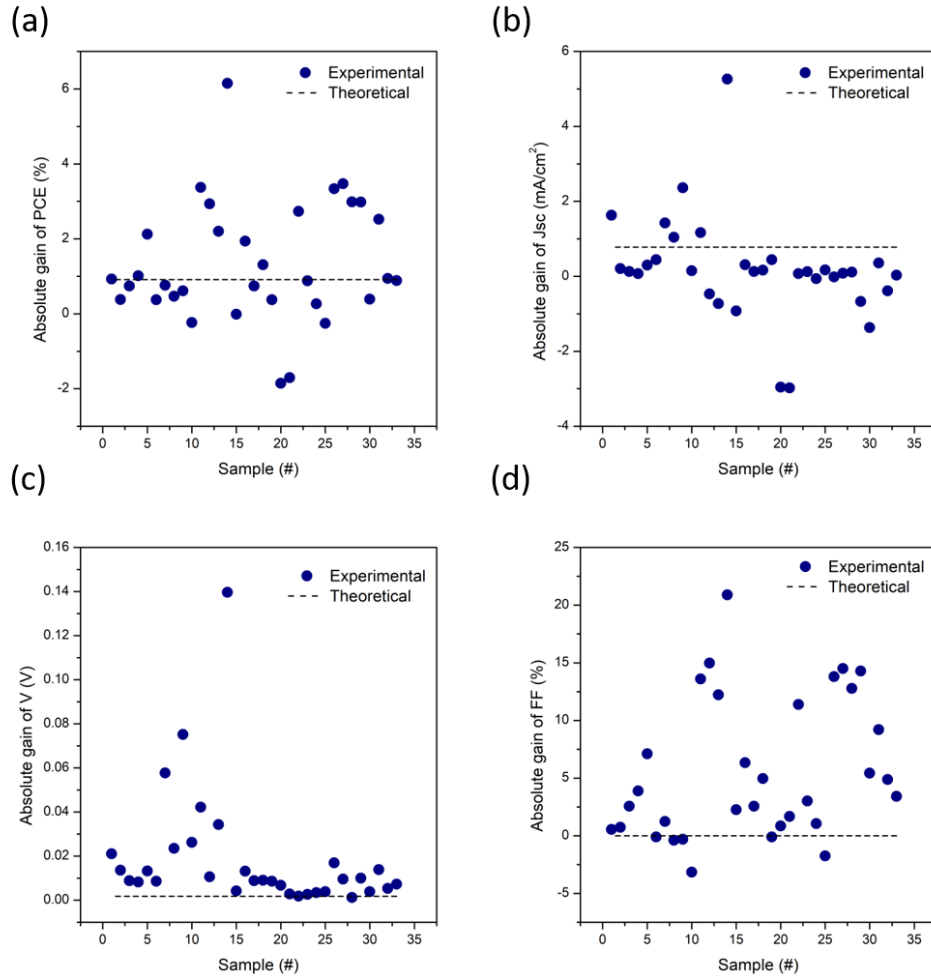 (a)
Experimental
Theoretical
Absolute gain of PCE (%)
6
4
2
0
-2
0 5 10 15 20 25 30 35
Sample (#)
(b)
Experimental
Theoretical
Absolute gain of Jsc (mA/cm²)
6
4
2
0
-2
-4
0 5 10 15 20 25 30 35
Sample (#)
(c)
Experimental
Theoretical
Absolute gain of V (V)
0.16
0.14
0.12
0.10
0.08
0.06
0.04
0.02
0.00
0 5 10 15 20 25 30 35
Sample (#)
(d)
Experimental
Theoretical
Absolute gain of FF (%)
25
20
15
10
5
0
-5
0 5 10 15 20 25 30 35
Sample (#)